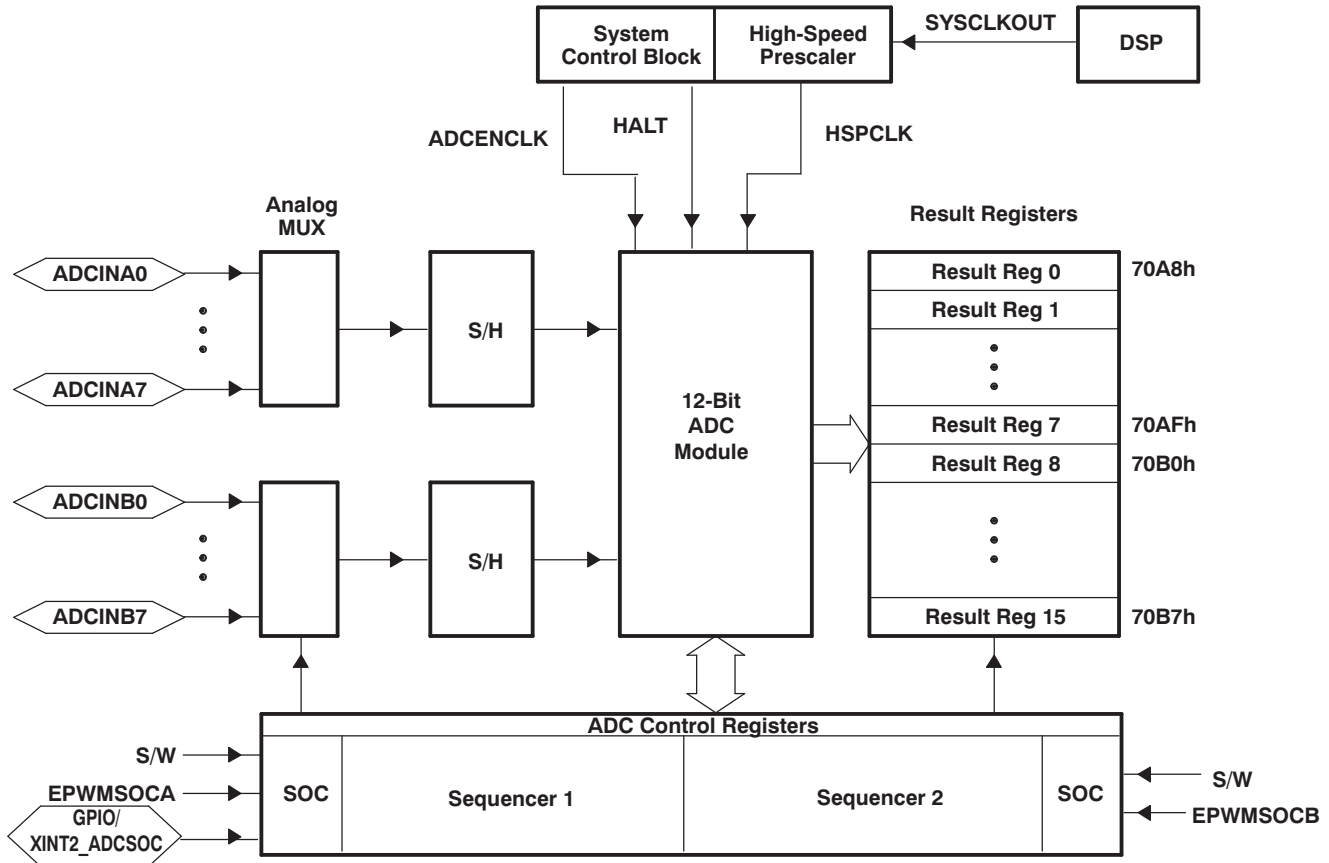 System
Control Block
High-Speed
Prescaler
SYSCLKOUT
DSP
ADCENCLK
HALT
HSPCLK
Analog
MUX
Result Registers
ADCINA0
ADCINA7
S/H
12-Bit
ADC
Module
Result Reg 0
70A8h
Result Reg 1
Result Reg 7
70AFh
Result Reg 8
70B0h
ADCINB0
ADCINB7
S/H
Result Reg 15
70B7h
ADC Control Registers
S/W
EPWMSOCA
GPIO/
XINT2_ADCSOC
SOC
Sequencer 1
Sequencer 2
SOC
S/W
EPWMSOCB